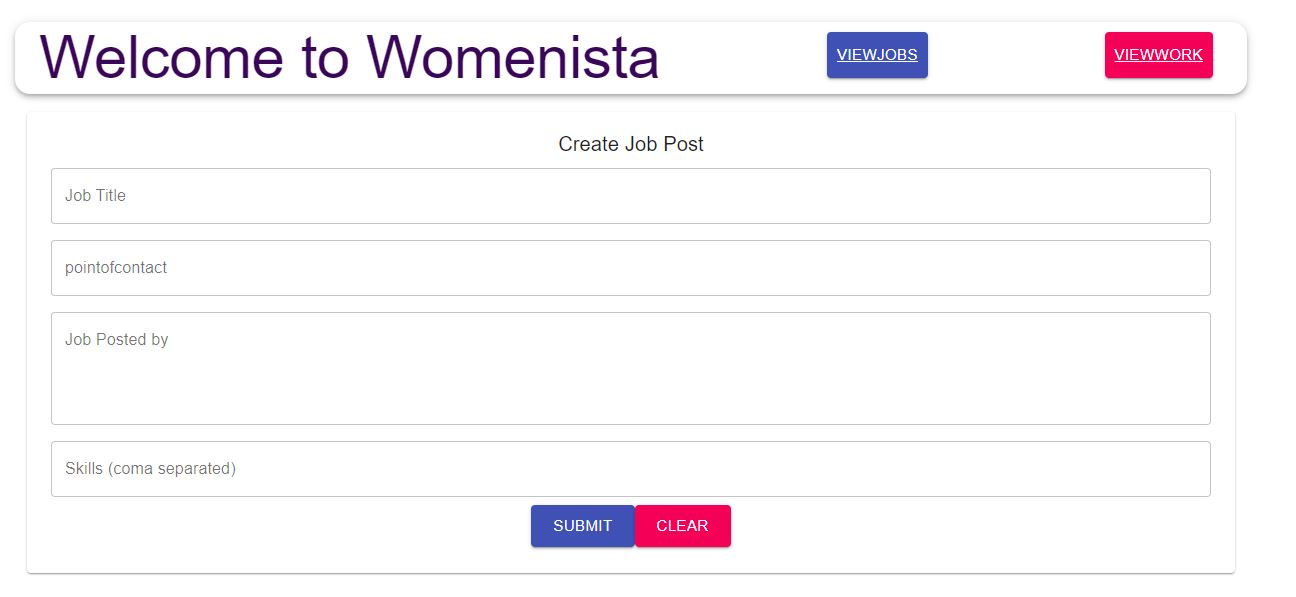 Welcome to Womenista
VIEWJOBS
VIEWWORK
Create Job Post
Job Title
pointofcontact
Job Posted by
Skills (coma separated)
SUBMIT
CLEAR